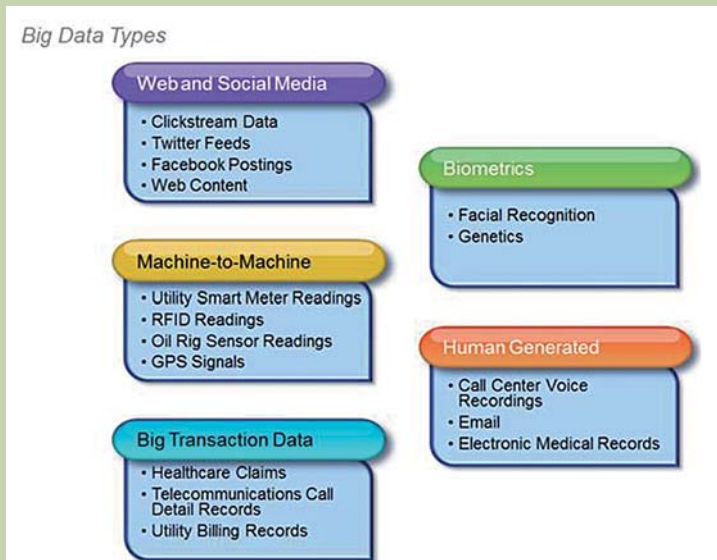 Big Data Types
Web and Social Media
• Clickstream Data
• Twitter Feeds
• Facebook Postings
• Web Content
Machine-to-Machine
• Utility Smart Meter Readings
• RFID Readings
• Oil Rig Sensor Readings
• GPS Signals
Big Transaction Data
• Healthcare Claims
• Telecommunications Call
Detail Records
• Utility Billing Records
Biometrics
• Facial Recognition
• Genetics
Human Generated
• Call Center Voice
Recordings
• Email
• Electronic Medical Records